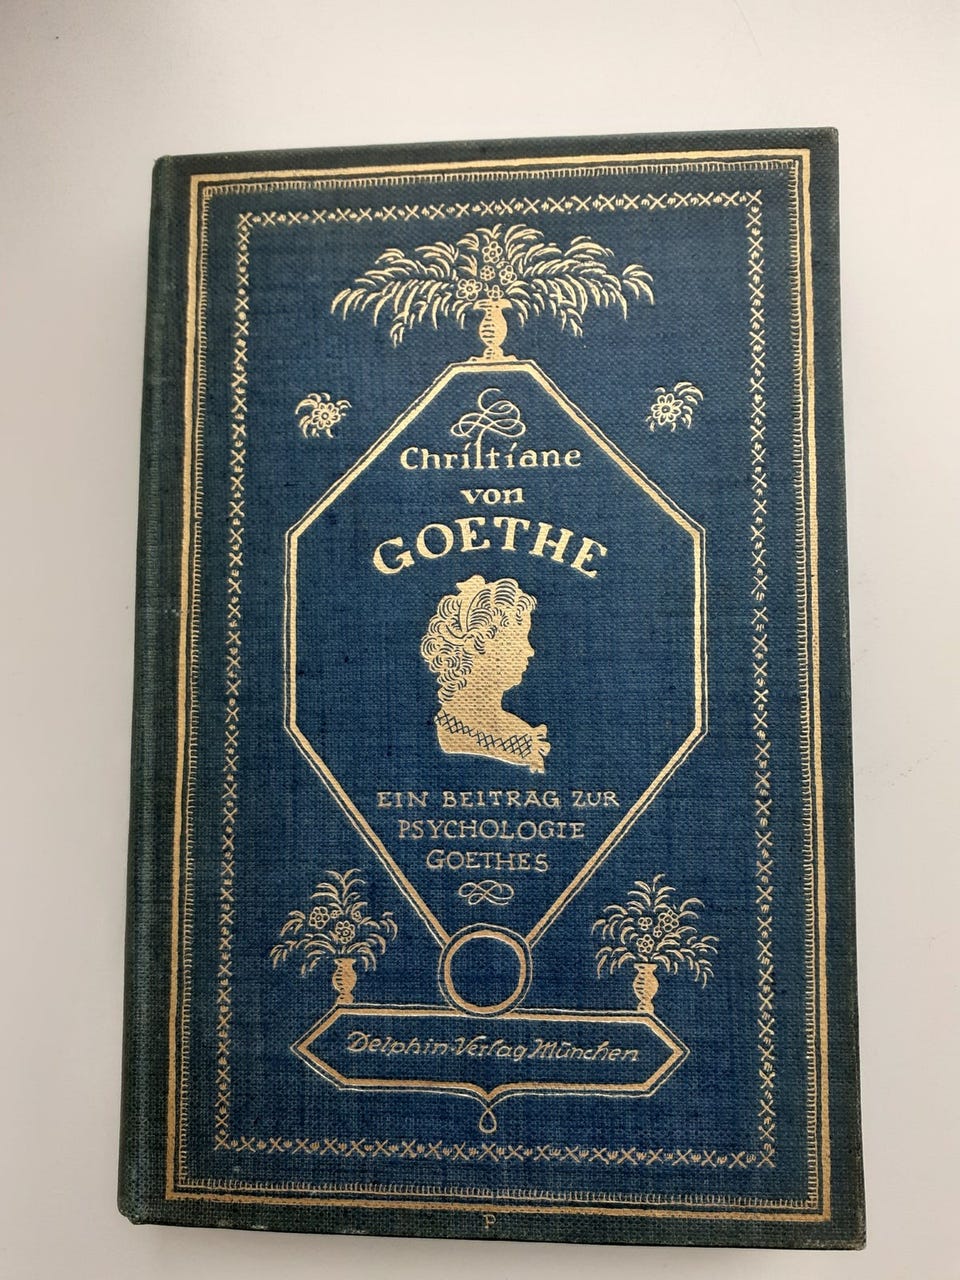 Chriſtiane
von
GOETHE
EIN BEITRAG ZUR
PSYCHOLOGIE
GOETHES
Delphin-Verlag München
P